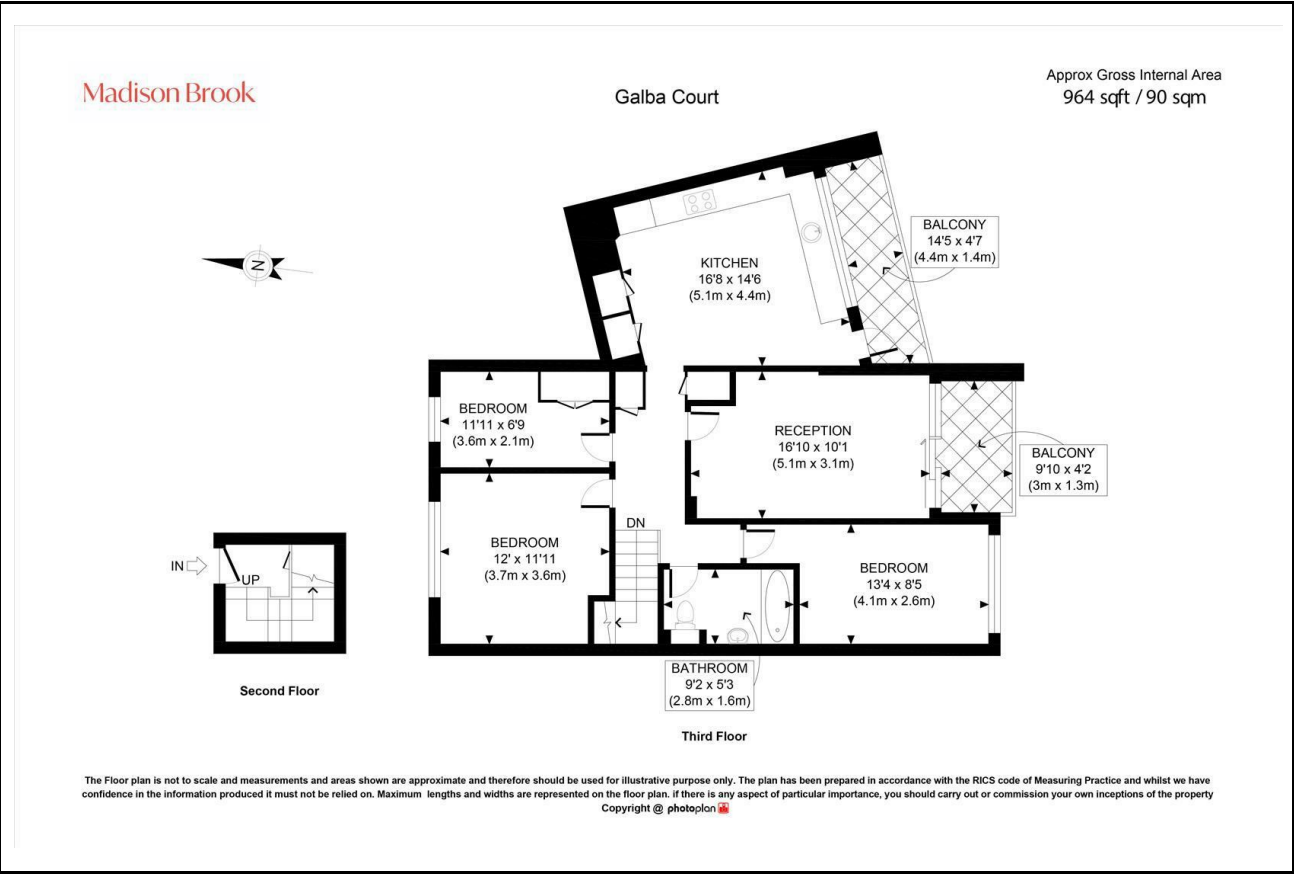 Madison Brook
Galba Court
Approx Gross Internal Area
964 sqft / 90 sqm
BALCONY
14'5 x 4'7
(4.4m x 1.4m)
KITCHEN
16'8 x 14'6
(5.1m x 4.4m)
N
BEDROOM
11'11 x 6'9
(3.6m x 2.1m)
RECEPTION
16'10 x 10'1
(5.1m x 3.1m)
BALCONY
9'10 x 4'2
(3m x 1.3m)
DN
BEDROOM
12' x 11'11
(3.7m x 3.6m)
BEDROOM
13'4 x 8'5
(4.1m x 2.6m)
IN
UP
BATHROOM
9'2 x 5'3
(2.8m x 1.6m)
Second Floor
Third Floor
The Floor plan is not to scale and measurements and areas shown are approximate and therefore should be used for illustrative purpose only. The plan has been prepared in accordance with the RICS code of Measuring Practice and whilst we have
confidence in the information produced it must not be relied on. Maximum lengths and widths are represented on the floor plan. if there is any aspect of particular importance, you should carry out or commission your own inceptions of the property
Copyright @ photoplan